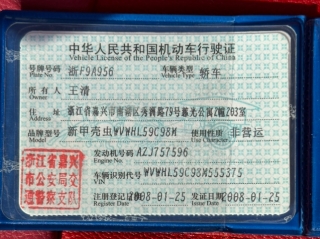 中华人民共和国机动车行驶证
Vehicle License of the People's Republic of China
号牌号码 浙F9A956 车辆类型 轿车
Plate No. Vehicle Type
所有人 王清
Owner
住址 浙江省嘉兴市南湖区秀洲路79号嘉光公寓2幢203室
Address
品牌型号 新甲壳虫WVWHL59C98M 使用性质 非营运
Model Use Character
发动机号码 AZJ757596
Engine No.
车辆识别代号 WVWHL59C98M555375
VIN
注册登记日期 2008-01-25 发证日期 2008-01-25
Register Date Issue Date
浙江省嘉兴
市公安局交
通警察支队